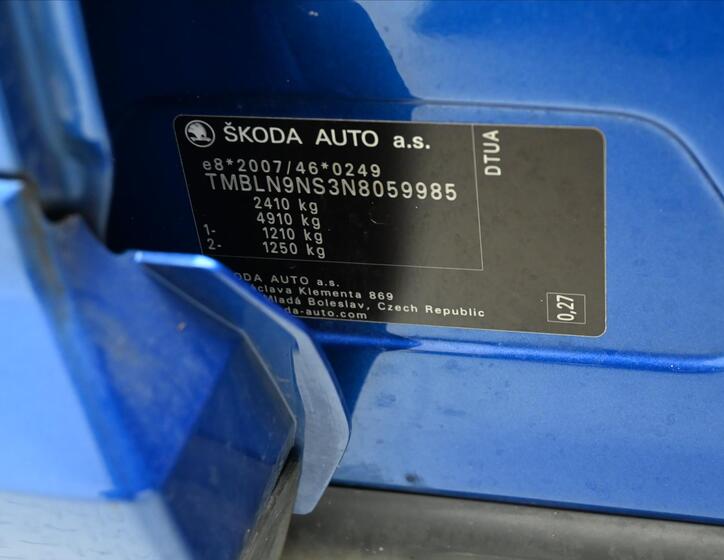 ŠKODA AUTO a.s.
DTUA
e8*2007/46*0249
TMBLN9NS3N8059985
2410 kg
4910 kg
1- 1210 kg
2- 1250 kg
AUTO a.s.
Klementa 869
Mladá Boleslav, Czech Republic
0,27